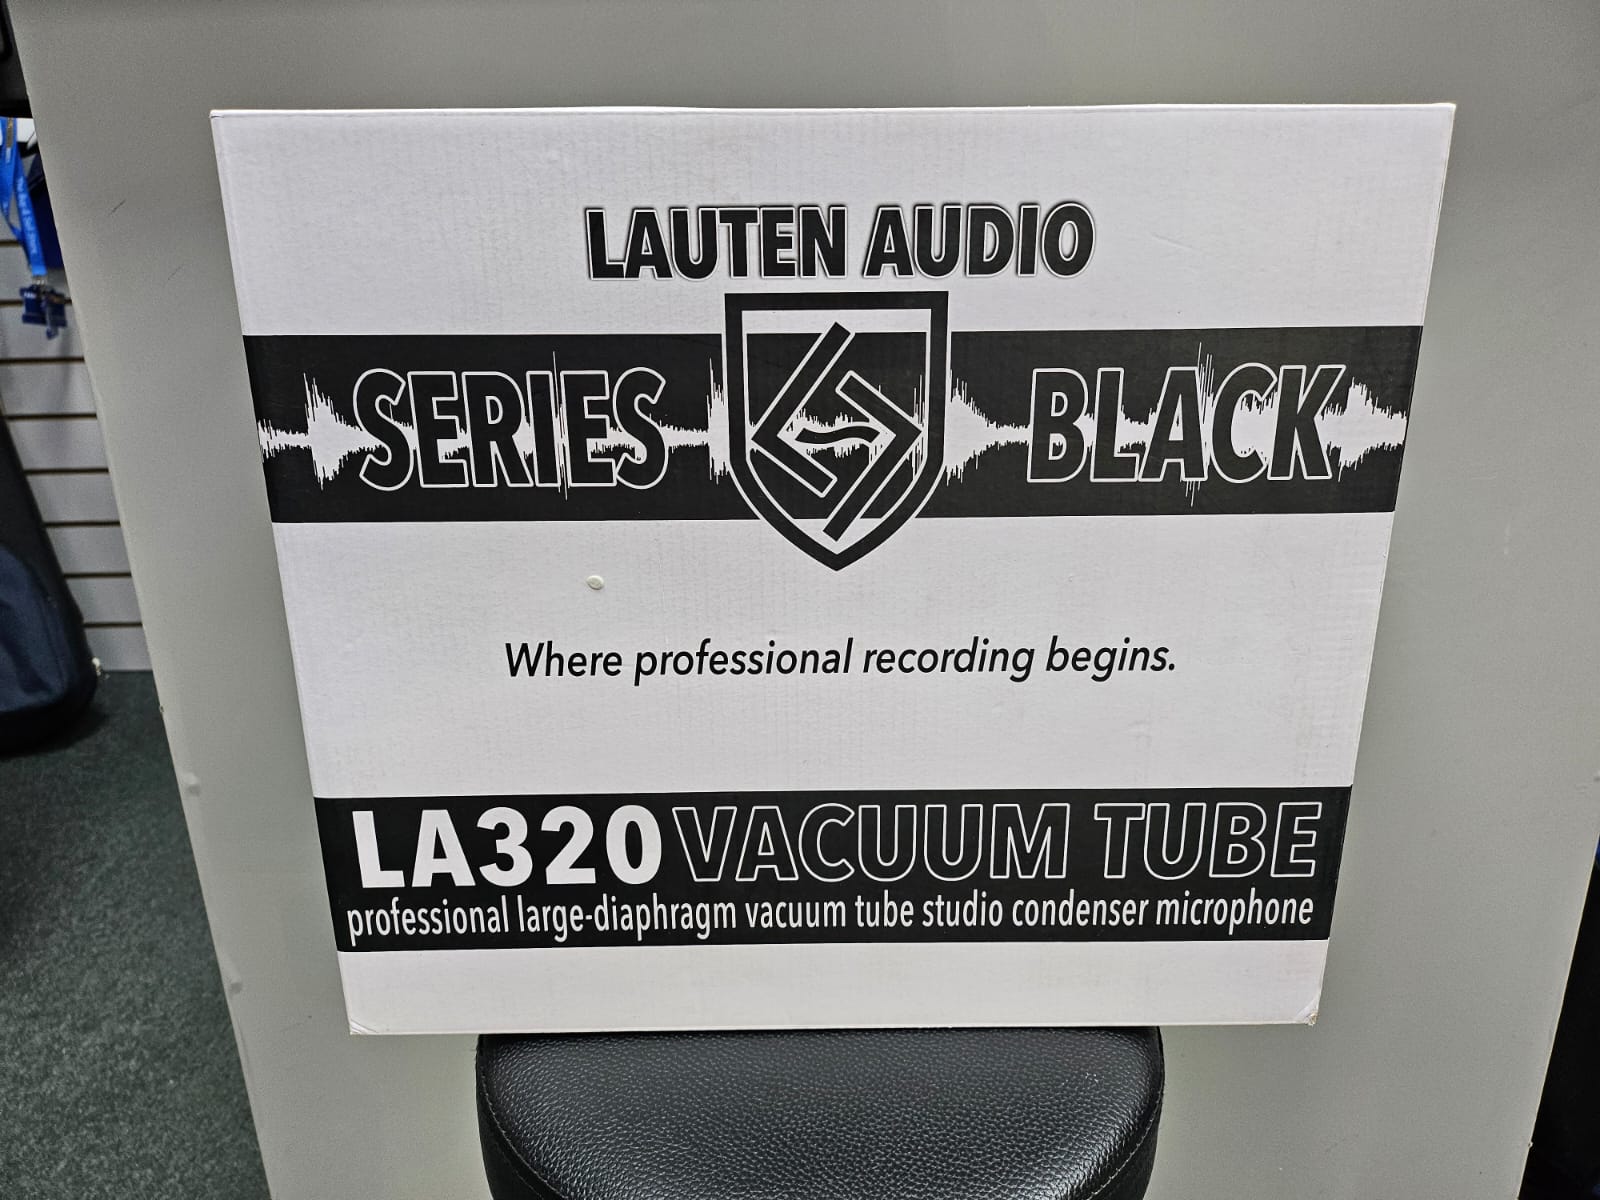 LAUTEN AUDIO
SERIES BLACK
Where professional recording begins.
LA320 VACUUM TUBE
professional large-diaphragm vacuum tube studio condenser microphone